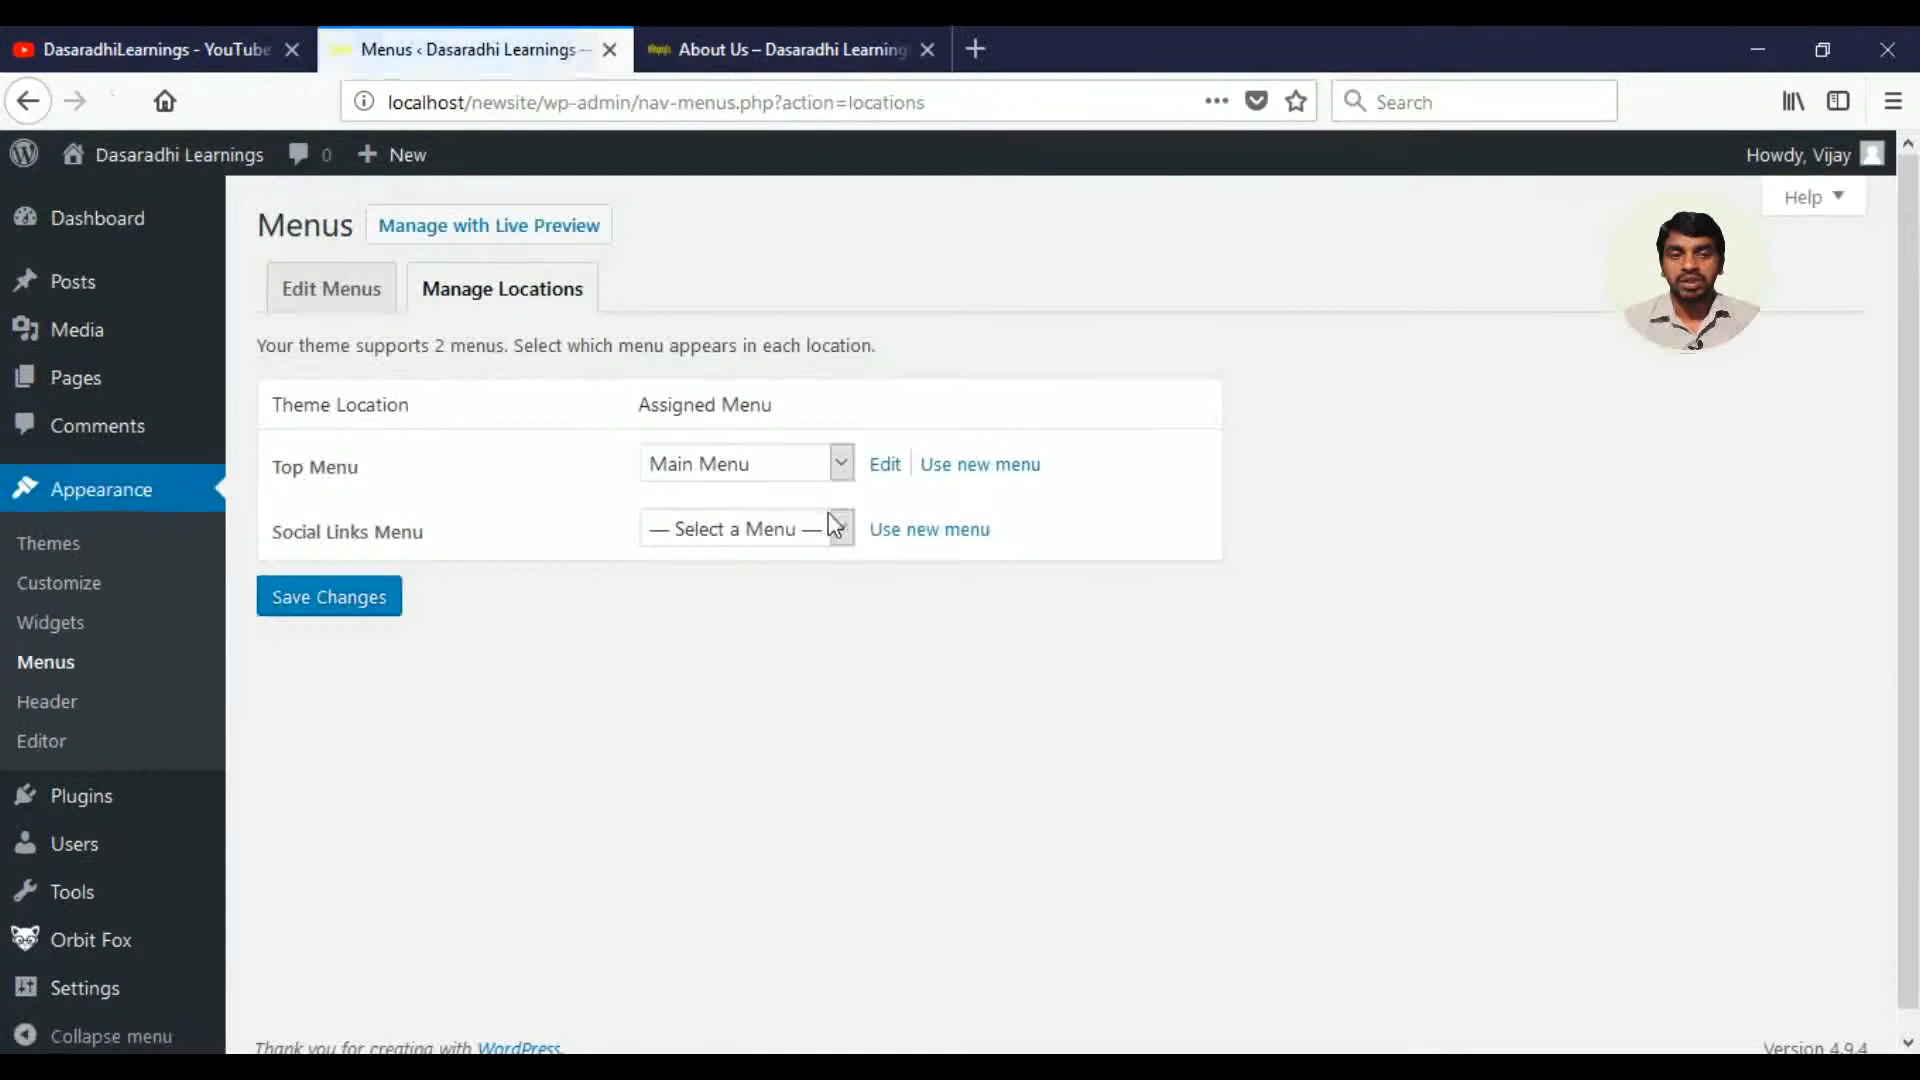 DasaradhiLearnings - YouTube
Menus ‹ Dasaradhi Learnings —
About Us – Dasaradhi Learning
localhost/newsite/wp-admin/nav-menus.php?action=locations
Search
Dasaradhi Learnings
0
New
Howdy, Vijay
Help
Dashboard
Posts
Media
Pages
Comments
Appearance
Themes
Customize
Widgets
Menus
Header
Editor
Plugins
Users
Tools
Orbit Fox
Settings
Collapse menu
Menus
Manage with Live Preview
Edit Menus
Manage Locations
Your theme supports 2 menus. Select which menu appears in each location.
Theme Location
Assigned Menu
Top Menu
Main Menu
Edit
Use new menu
Social Links Menu
— Select a Menu —
Use new menu
Save Changes
Thank you for creating with WordPress.
Version 4.9.4